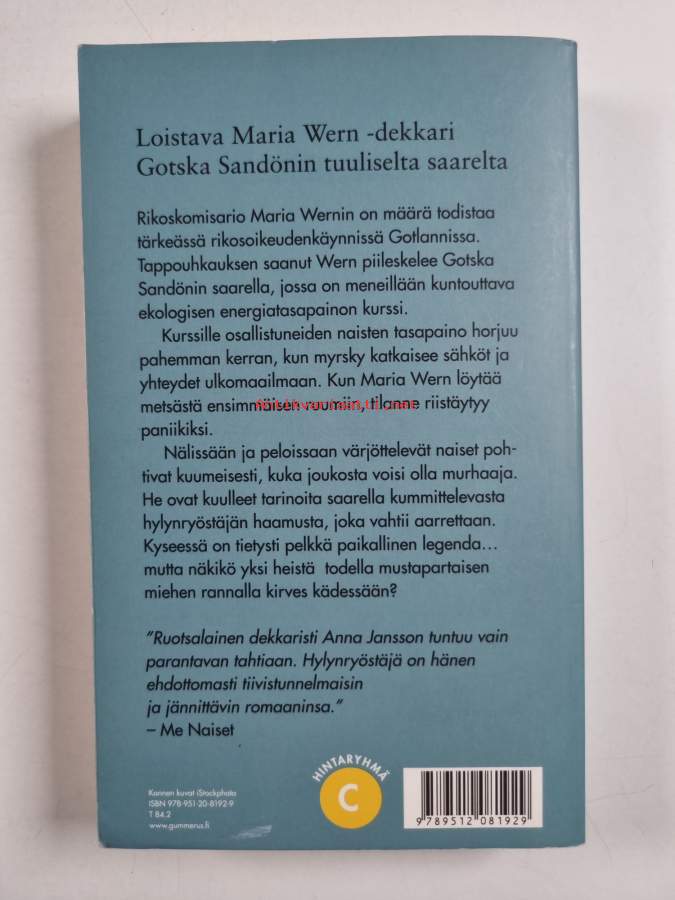 Loistava Maria Wern -dekkari
Gotska Sandönin tuuliselta saarelta
Rikoskomisario Maria Wernin on määrä todistaa
tärkeässä rikosoikeudenkäynnissä Gotlannissa.
Tappouhkauksen saanut Wern piileskelee Gotska
Sandönin saarella, jossa on meneillään kuntouttava
ekologisen energiatasapainon kurssi.
Kurssille osallistuneiden naisten tasapaino horjuu
pahemman kerran, kun myrsky katkaisee sähköt ja
yhteydet ulkomaailmaan. Kun Maria Wern löytää
metsästä ensimmäisen ruumiin, tilanne riistäytyy
Antikvariaatti.net
paniikiksi.
Nälissään ja peloissaan värjöttelevät naiset poh-
tivat kuumeisesti, kuka joukosta voisi olla murhaaja.
He ovat kuulleet tarinoita saarella kummittelevasta
hylynryöstäjän haamusta, joka vahtii aarrettaan.
Kyseessä on tietysti pelkkä paikallinen legenda...
mutta näkikö yksi heistä todella mustapartaisen
miehen rannalla kirves kädessään?
"Ruotsalainen dekkaristi Anna Jansson tuntuu vain
parantavan tahtiaan. Hylynryöstäjä on hänen
ehdottomasti tiivistunnelmaisin
ja jännittävin romaaninsa."
– Me Naiset
Kannen kuvat iStockphoto
ISBN 978-951-20-8192-9
T 84.2
www.gummerus.fi
HINTARYHMÄ
C
9 789512 081929